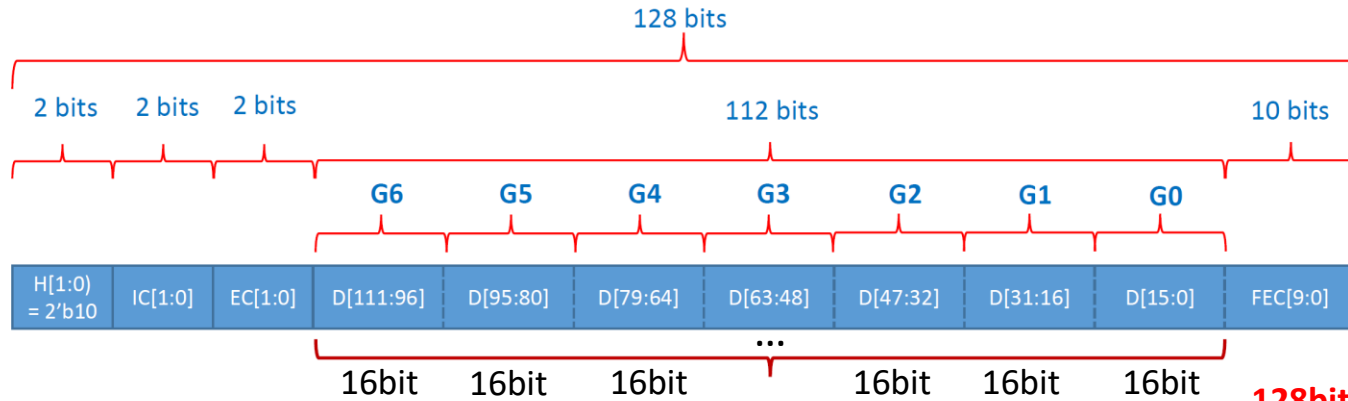 128 bits
2 bits 2 bits 2 bits 112 bits 10 bits
G6 G5 G4 G3 G2 G1 G0
H[1:0)
= 2'b10
IC[1:0] EC[1:0] D[111:96] D[95:80] D[79:64] D[63:48] D[47:32] D[31:16] D[15:0] FEC[9:0]
...
16bit 16bit 16bit 16bit 16bit 16bit
128bit